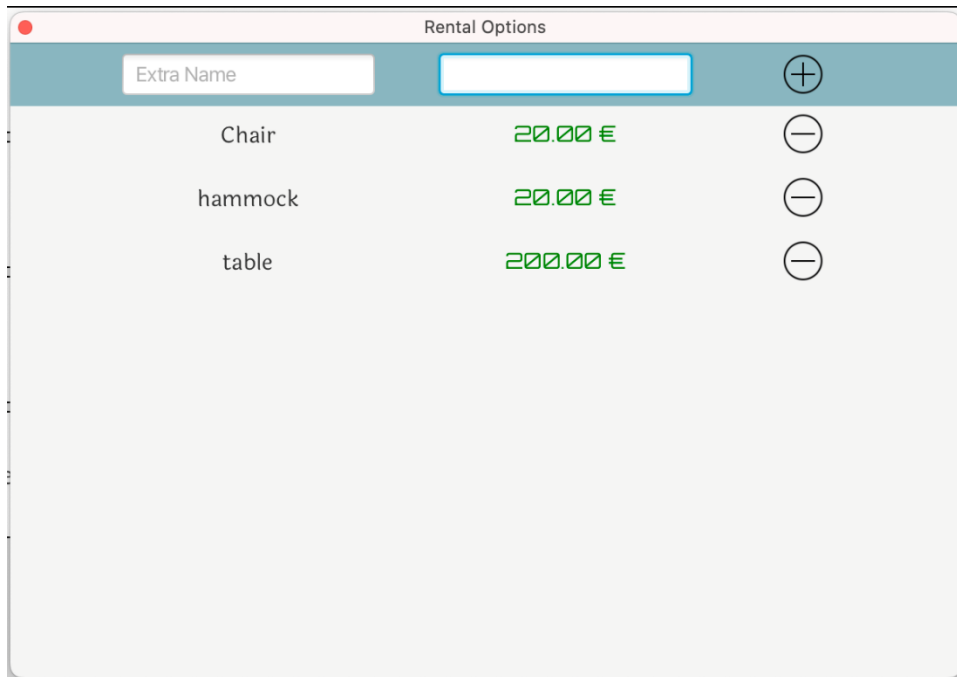 Rental Options
Extra Name
Chair 20.00 €
hammock 20.00 €
table 200.00 €